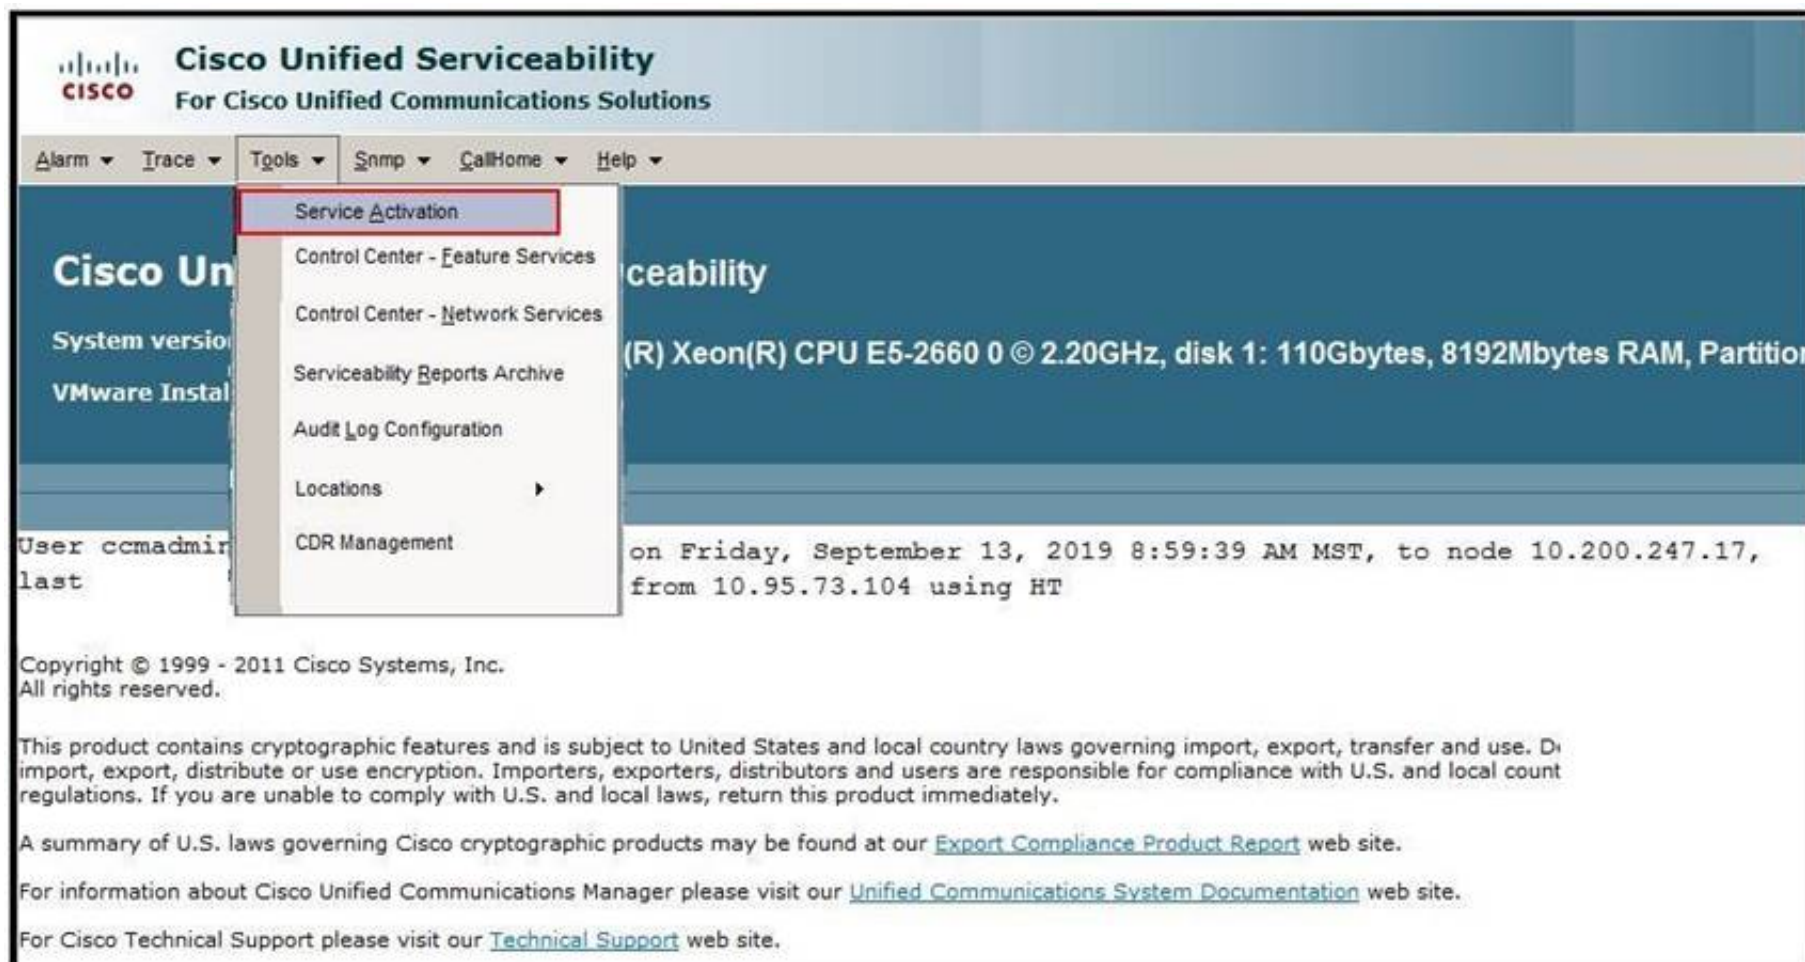 CISCO
Cisco Unified Serviceability
For Cisco Unified Communications Solutions
Alarm Trace Tools Snmp CallHome Help
Service Activation
Control Center - Feature Services
Control Center - Network Services
Serviceability Reports Archive
Audit Log Configuration
Locations
CDR Management
Cisco Un ceability
System versio (R) Xeon(R) CPU E5-2660 0 © 2.20GHz, disk 1: 110Gbytes, 8192Mbytes RAM, Partition
VMware Instal
User ccmadmin on Friday, September 13, 2019 8:59:39 AM MST, to node 10.200.247.17,
last from 10.95.73.104 using HT
Copyright © 1999 - 2011 Cisco Systems, Inc.
All rights reserved.
This product contains cryptographic features and is subject to United States and local country laws governing import, export, transfer and use. D
import, export, distribute or use encryption. Importers, exporters, distributors and users are responsible for compliance with U.S. and local count
regulations. If you are unable to comply with U.S. and local laws, return this product immediately.
A summary of U.S. laws governing Cisco cryptographic products may be found at our Export Compliance Product Report web site.
For information about Cisco Unified Communications Manager please visit our Unified Communications System Documentation web site.
For Cisco Technical Support please visit our Technical Support web site.